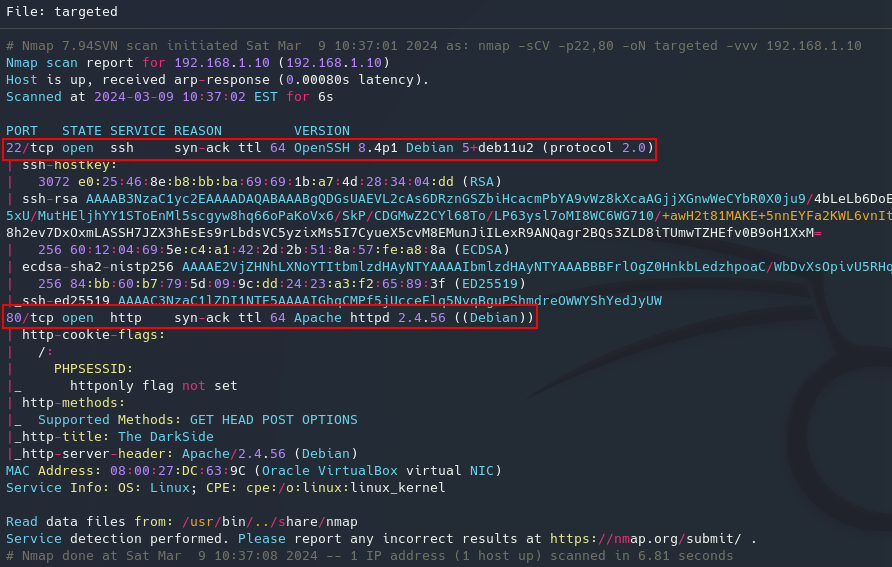 File: targeted
# Nmap 7.94SVN scan initiated Sat Mar  9 10:37:01 2024 as: nmap -sCV -p22,80 -oN targeted -vvv 192.168.1.10
Nmap scan report for 192.168.1.10 (192.168.1.10)
Host is up, received arp-response (0.00080s latency).
Scanned at 2024-03-09 10:37:02 EST for 6s
PORT   STATE SERVICE REASON         VERSION
22/tcp open  ssh     syn-ack ttl 64 OpenSSH 8.4p1 Debian 5+deb11u2 (protocol 2.0)
| ssh-hostkey:
|   3072 e0:25:46:8e:b8:bb:ba:69:69:1b:a7:4d:28:34:04:dd (RSA)
| ssh-rsa AAAAB3NzaC1yc2EAAAADAQABAAABgQDGsUAEVL2cAs6DRznGSZbiHcacmPbYA9vWz8kXcaAGjjXGnwWeCYbR0X0ju9/4bLeLb6DoE
5xU/MutHEljhYY1SToEnMl5scgyw8hq66oPaKoVx6/SkP/CDGMwZ2CYl68To/LP63ysl7oMI8WC6WG710/+awH2t81MAKE+5nnEYFa2KWL6vnIt
8h2ev7DxOxmLASSH7JZX3hEsEs9rLbdsVC5yzixMs5I7CyueX5cvM8EMunJiILexR9ANQagr2BQs3ZLD8iTUmwTZHEfv0B9oH1XxM=
|   256 60:12:04:69:5e:c4:a1:42:2d:2b:51:8a:57:fe:a8:8a (ECDSA)
| ecdsa-sha2-nistp256 AAAAE2VjZHNhLXNoYTItbmlzdHAyNTYAAAAIbmlzdHAyNTYAAABBBFrlOgZ0HnkbLedzhpoaC/WbDvXsOpivU5RHq
|   256 84:bb:60:b7:79:5d:09:9c:dd:24:23:a3:f2:65:89:3f (ED25519)
|_ssh-ed25519
80/tcp open  http    syn-ack ttl 64 Apache httpd 2.4.56 ((Debian))
| http-cookie-flags:
|   /:
|     PHPSESSID:
|_      httponly flag not set
| http-methods:
|_  Supported Methods: GET HEAD POST OPTIONS
|_http-title: The DarkSide
|_http-server-header: Apache/2.4.56 (Debian)
MAC Address: 08:00:27:DC:63:9C (Oracle VirtualBox virtual NIC)
Service Info: OS: Linux; CPE: cpe:/o:linux:linux_kernel
Read data files from: /usr/bin/../share/nmap
Service detection performed. Please report any incorrect results at https://nmap.org/submit/ .
# Nmap done at Sat Mar  9 10:37:08 2024 -- 1 IP address (1 host up) scanned in 6.81 seconds